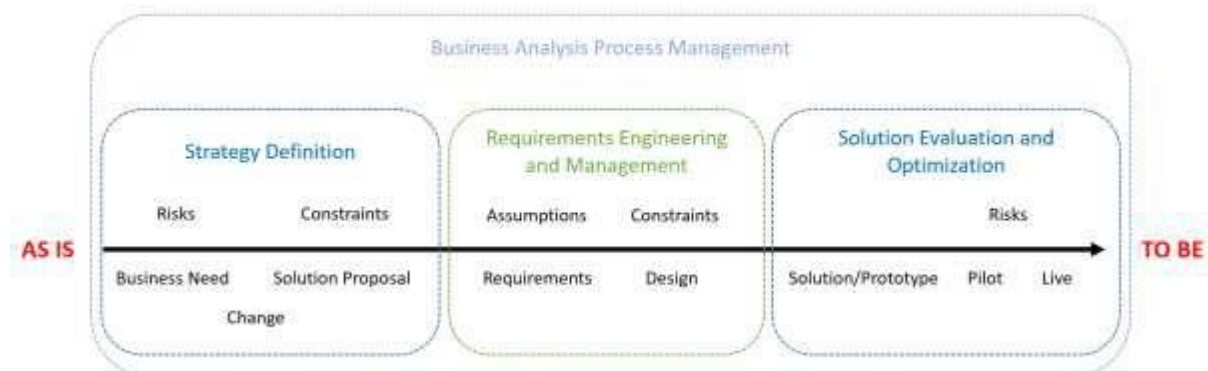 Business Analysis Process Management
Strategy Definition
Requirements Engineering
and Management
Solution Evaluation and
Optimization
Risks
Constraints
Assumptions
Constraints
Risks
AS IS
TO BE
Business Need
Solution Proposal
Requirements
Design
Solution/Prototype
Pilot
Live
Change